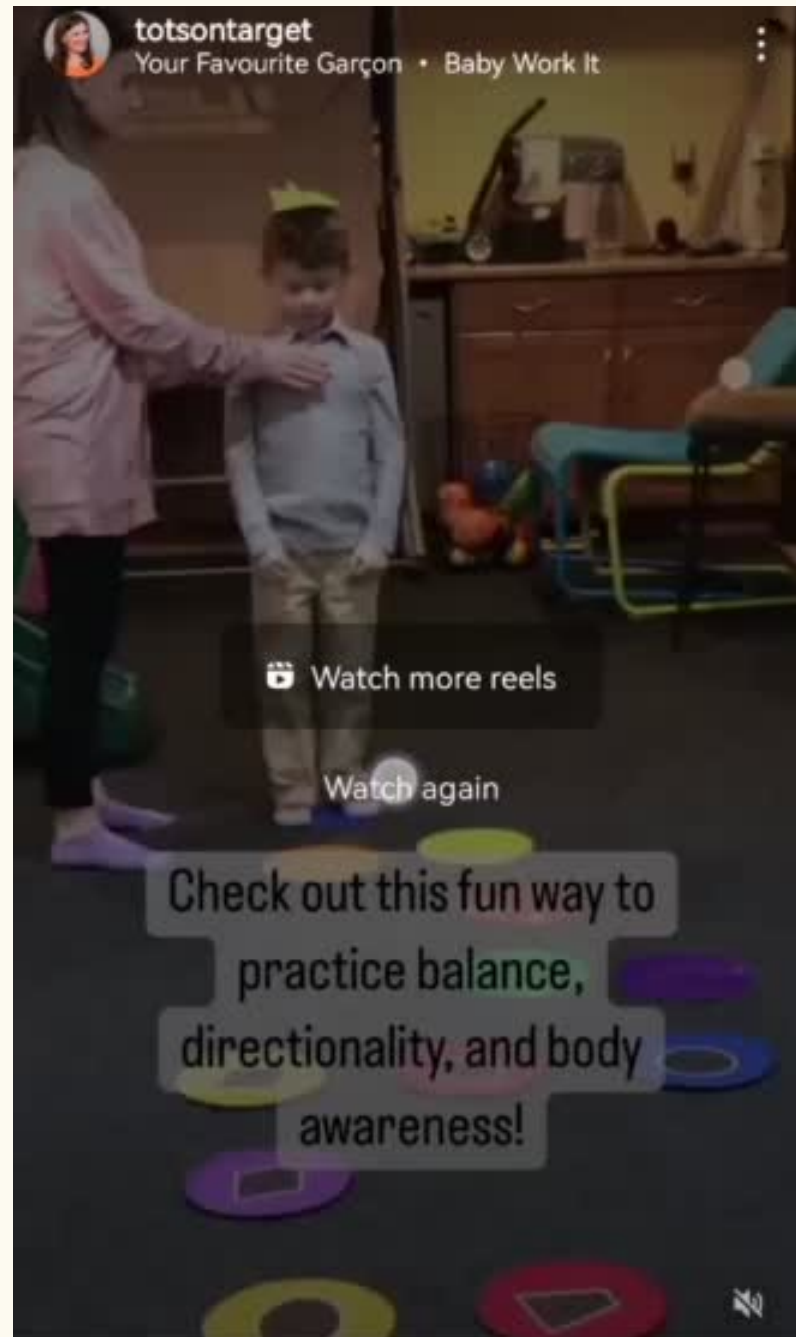 totsontarget
Your Favourite Garçon • Baby Work It
Watch more reels
Watch again
Check out this fun way to
practice balance,
directionality, and body
awareness!